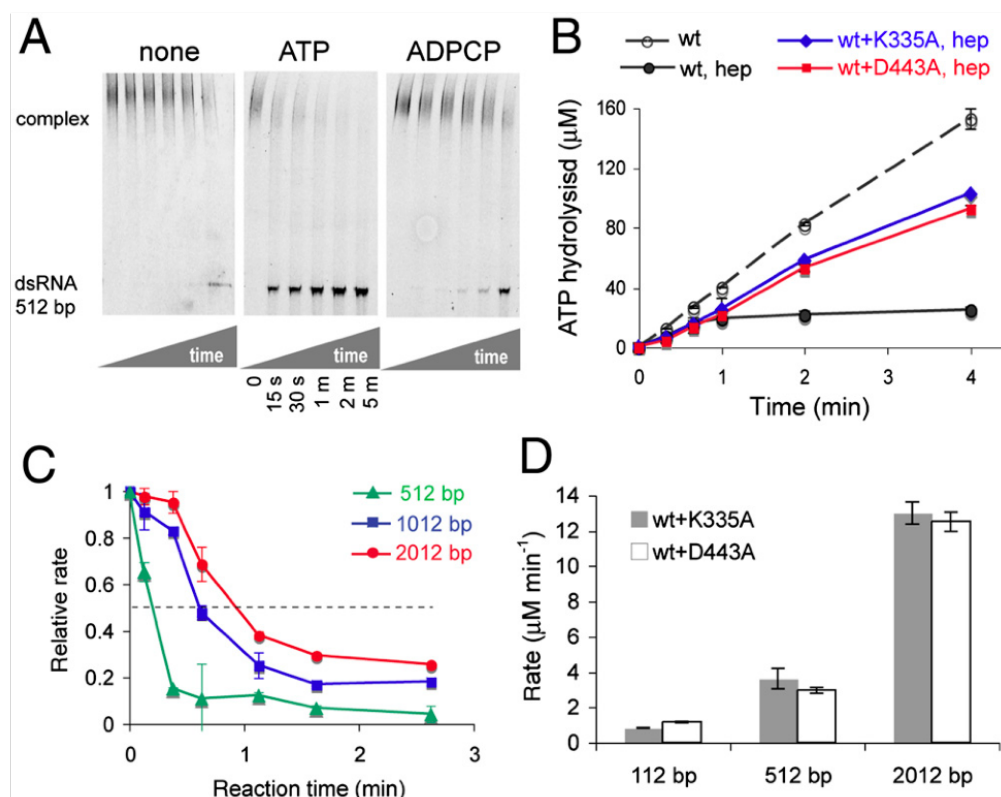 A
none ATP ADPCP
complex
dsRNA
512 bp
time time time
0 15 s 30 s 1 m 2 m 5 m
B
wt wt+K335A, hep
wt, hep wt+D443A, hep
ATP hydrolysisd (μM)
160
120
80
40
0
0 1 2 3 4
Time (min)
C
512 bp
1012 bp
2012 bp
Relative rate
1
0.8
0.6
0.4
0.2
0
0 1 2 3
Reaction time (min)
D
wt+K335A
wt+D443A
Rate (μM min⁻¹)
14
12
10
8
6
4
2
0
112 bp 512 bp 2012 bp